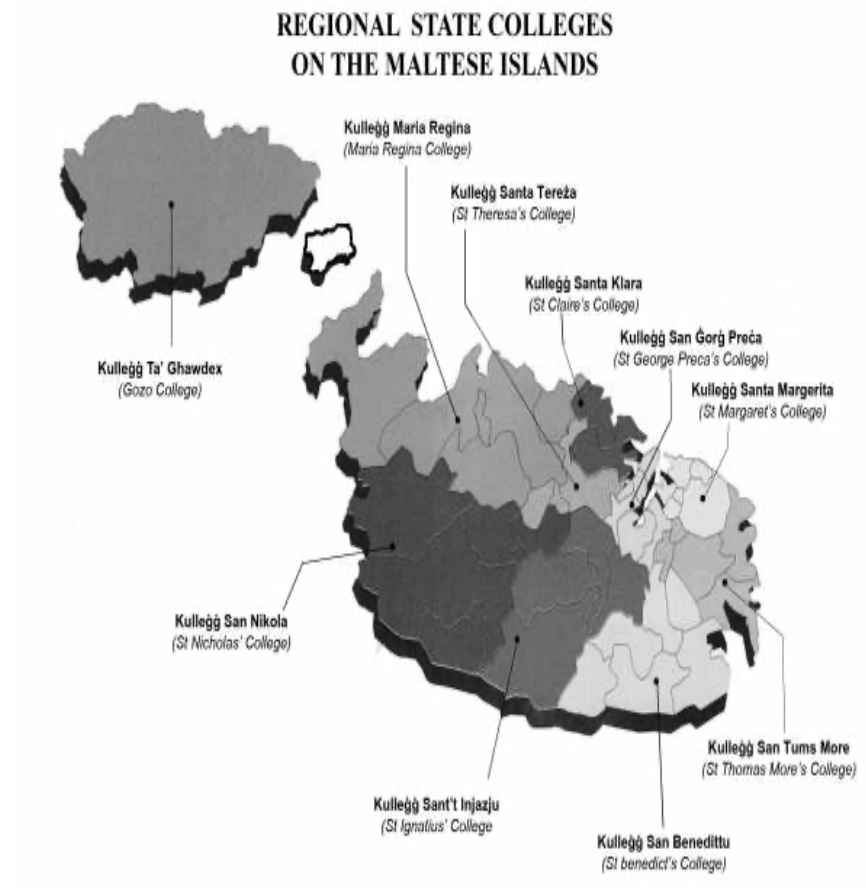 REGIONAL STATE COLLEGES
ON THE MALTESE ISLANDS
Kulleġġ Maria Regina
(Maria Regina College)
Kulleġġ Santa Tereża
(St Theresa's College)
Kulleġġ Santa Klara
(St Claire's College)
Kulleġġ San Ġorġ Preċa
(St George Preca's College)
Kulleġġ Santa Margerita
(St Margaret's College)
Kulleġġ Ta' Ghawdex
(Gozo College)
Kulleġġ San Nikola
(St Nicholas' College)
Kulleġġ San Tums More
(St Thomas More's College)
Kulleġġ Sant't Injazju
(St Ignatius' College
Kulleġġ San Benedittu
(St benedict's College)